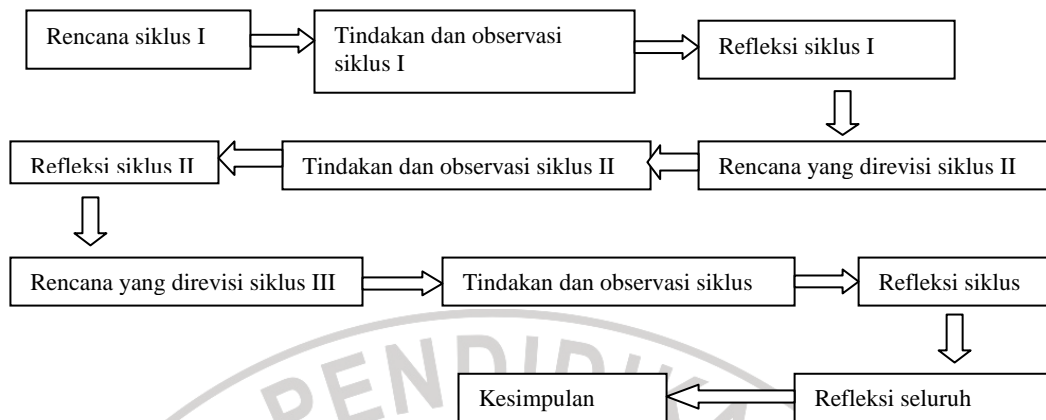 Rencana siklus I
Tindakan dan observasi
siklus I
Refleksi siklus I
Rencana yang direvisi siklus II
Tindakan dan observasi siklus II
Refleksi siklus II
Rencana yang direvisi siklus III
Tindakan dan observasi siklus
Refleksi siklus
Refleksi seluruh
Kesimpulan
PENDIDIKA